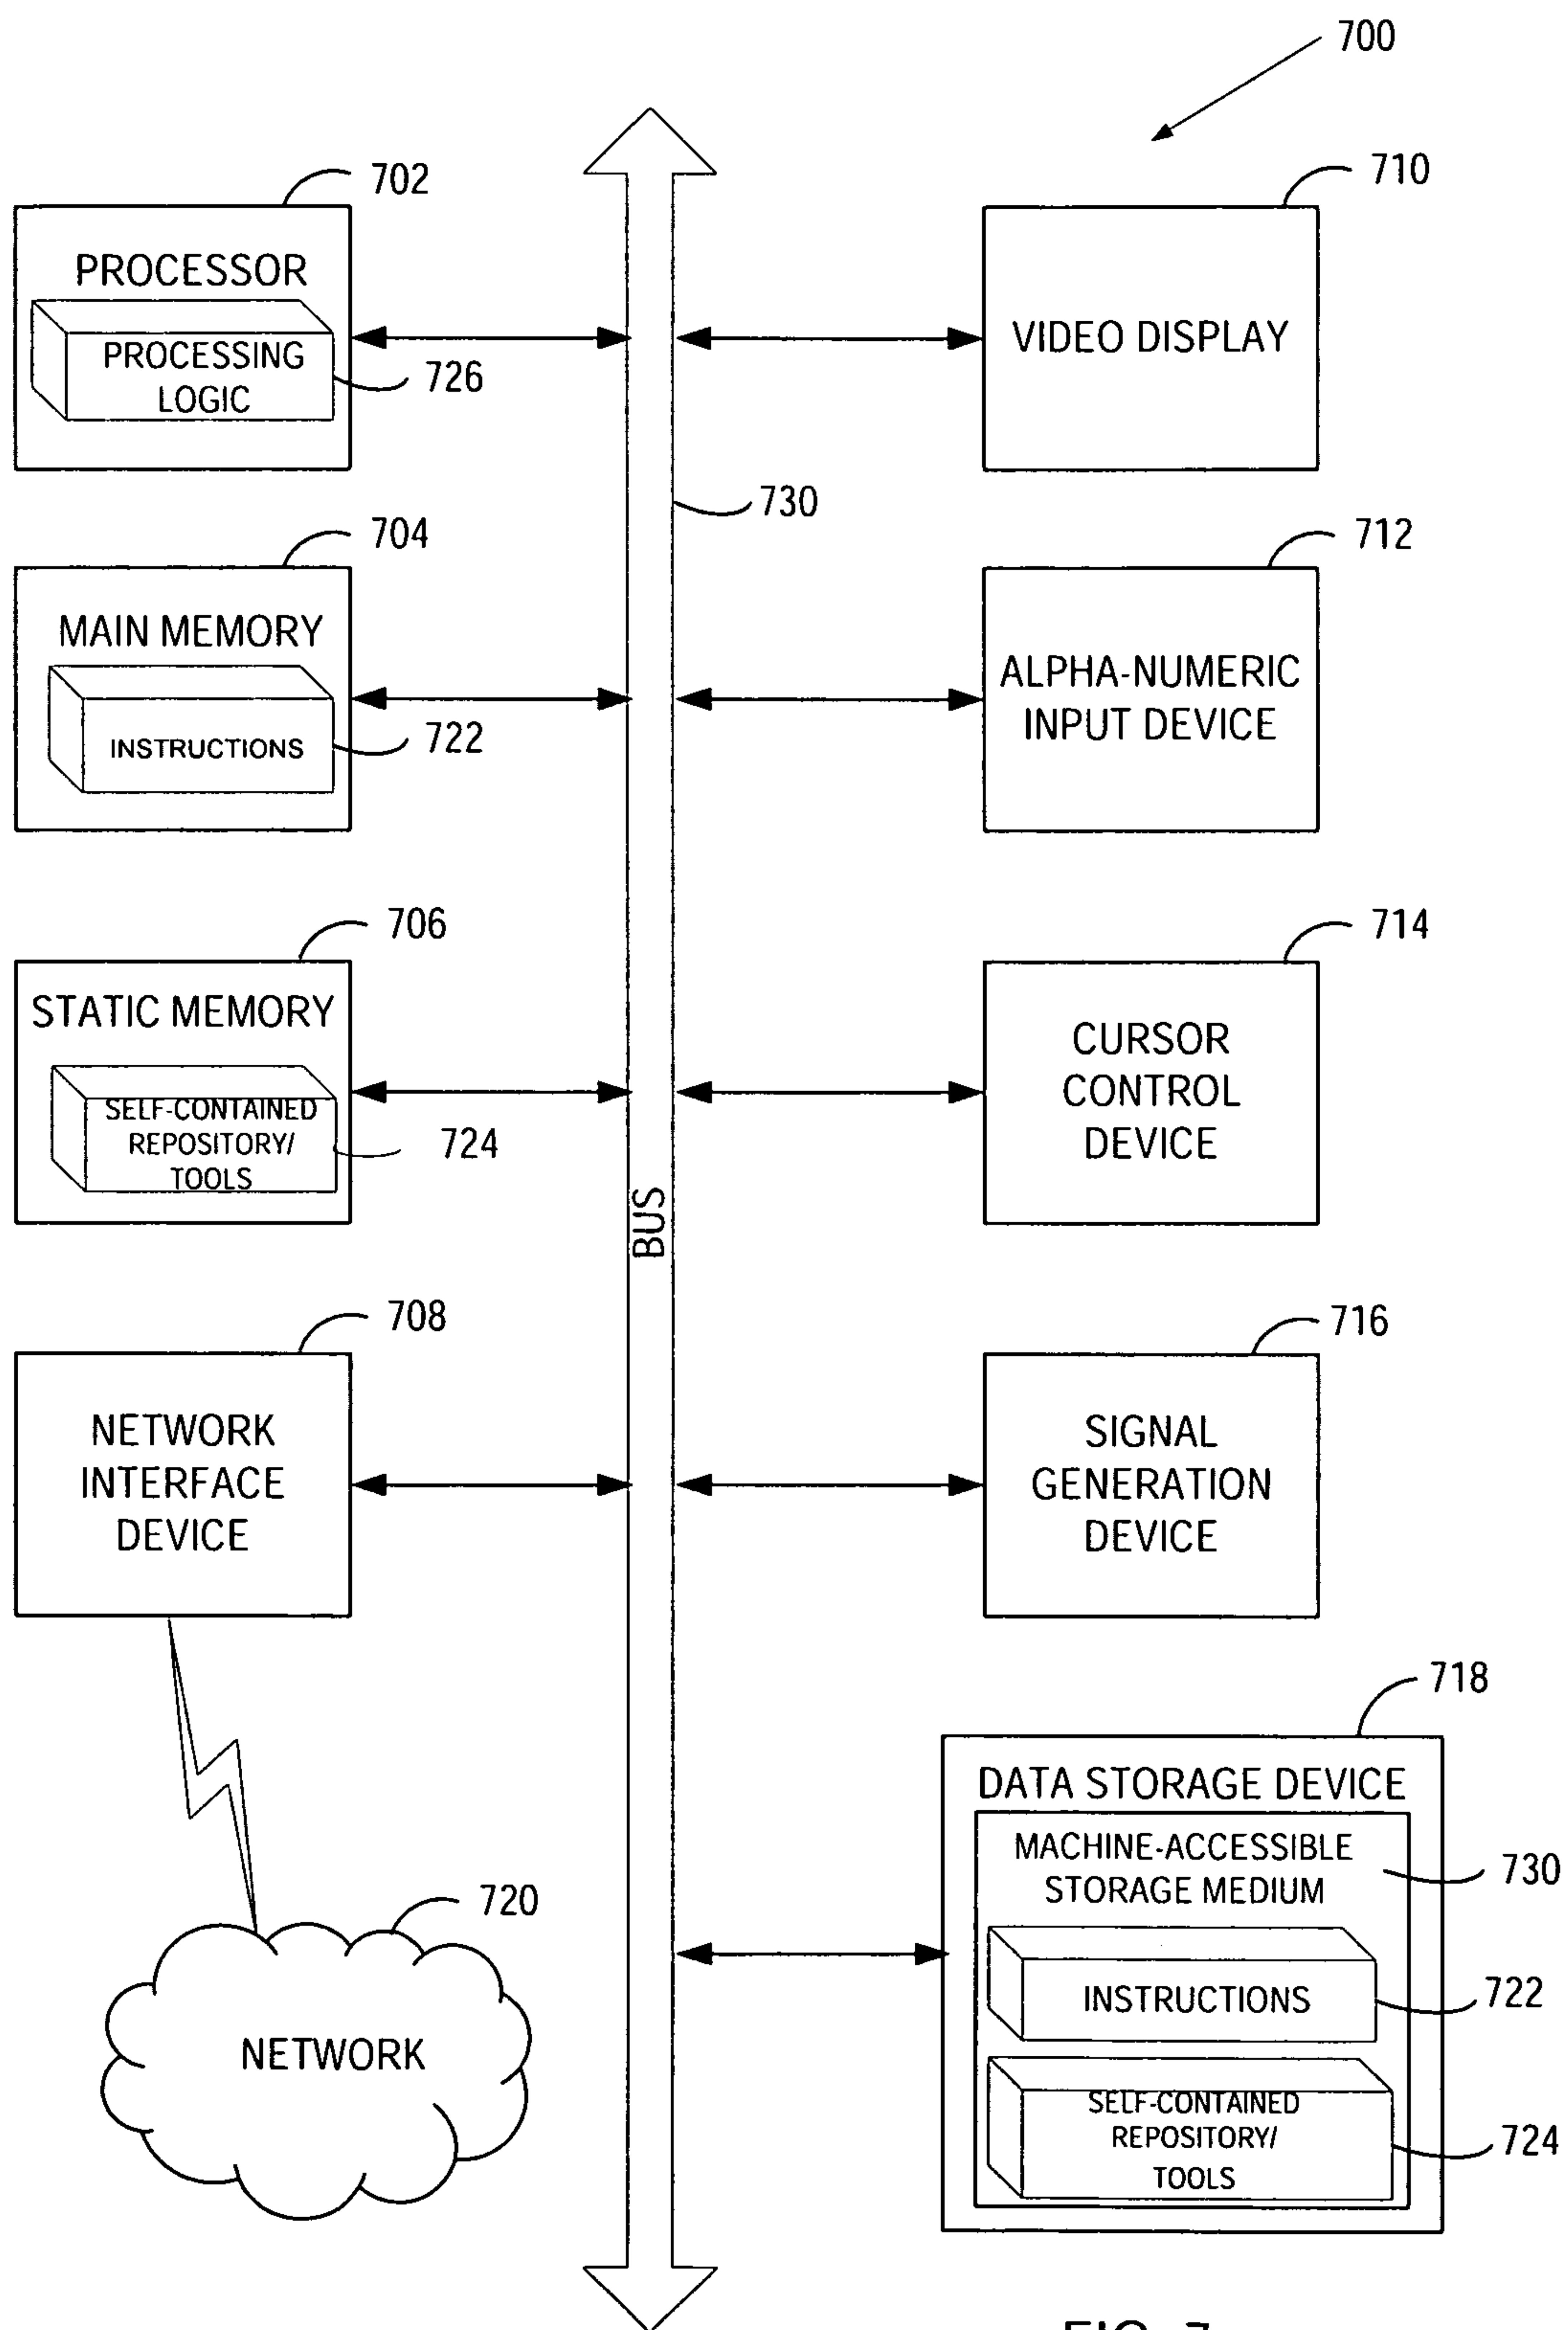 700
702
PROCESSOR
PROCESSING
LOGIC
726
710
VIDEO DISPLAY
730
704
MAIN MEMORY
INSTRUCTIONS
722
712
ALPHA-NUMERIC
INPUT DEVICE
706
STATIC MEMORY
SELF-CONTAINED
REPOSITORY/
TOOLS
724
714
CURSOR
CONTROL
DEVICE
BUS
708
NETWORK
INTERFACE
DEVICE
716
SIGNAL
GENERATION
DEVICE
720
NETWORK
718
DATA STORAGE DEVICE
MACHINE-ACCESSIBLE
STORAGE MEDIUM
730
INSTRUCTIONS
722
SELF-CONTAINED
REPOSITORY/
TOOLS
724